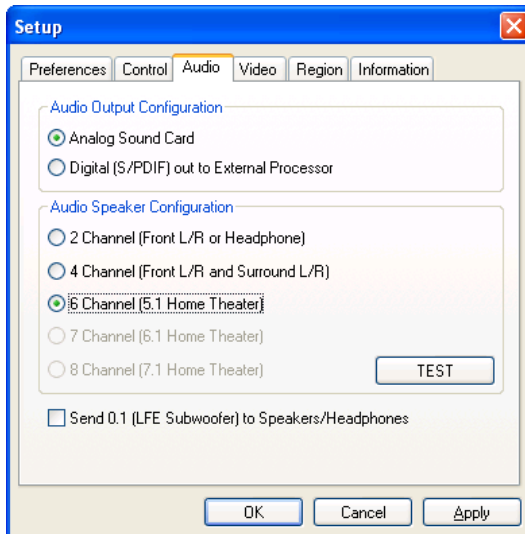 Setup
Preferences Control Audio Video Region Information
Audio Output Configuration
Analog Sound Card
Digital (S/PDIF) out to External Processor
Audio Speaker Configuration
2 Channel (Front L/R or Headphone)
4 Channel (Front L/R and Surround L/R)
6 Channel (5.1 Home Theater)
7 Channel (6.1 Home Theater)
8 Channel (7.1 Home Theater)
TEST
Send 0.1 (LFE Subwoofer) to Speakers/Headphones
OK Cancel Apply